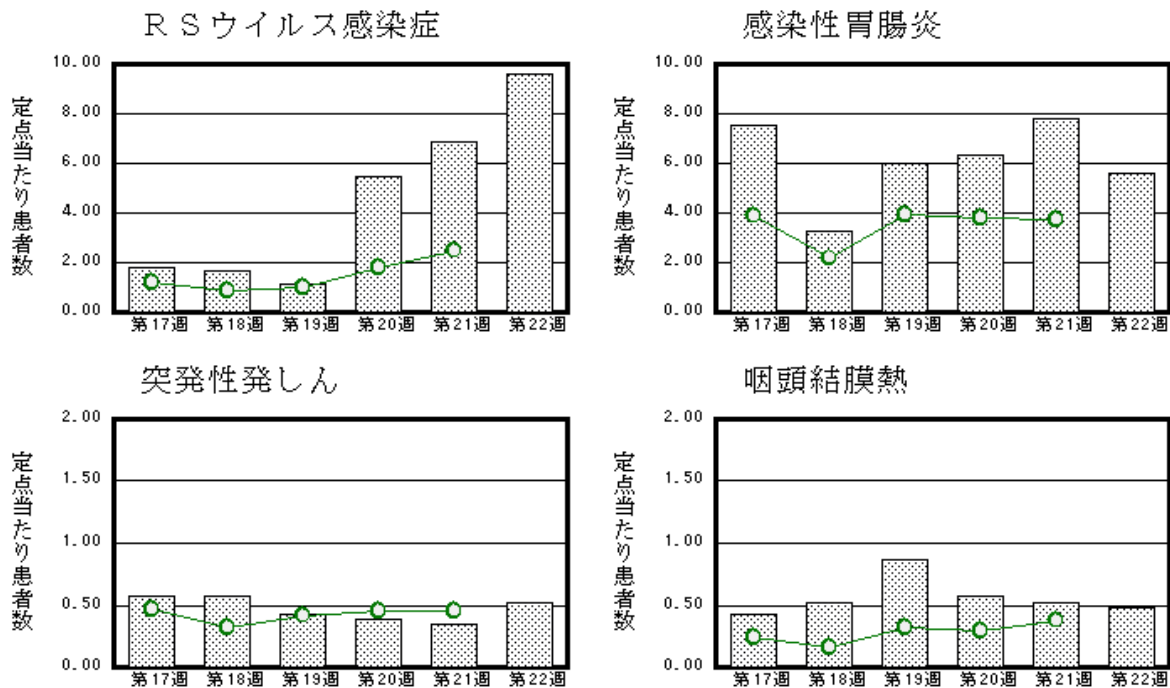 ＲＳウイルス感染症
定点当たり患者数
10.00
8.00
6.00
4.00
2.00
0.00
第17週 第18週 第19週 第20週 第21週 第22週
感染性胃腸炎
定点当たり患者数
10.00
8.00
6.00
4.00
2.00
0.00
第17週 第18週 第19週 第20週 第21週 第22週
突発性発しん
定点当たり患者数
2.00
1.50
1.00
0.50
0.00
第17週 第18週 第19週 第20週 第21週 第22週
咽頭結膜熱
定点当たり患者数
2.00
1.50
1.00
0.50
0.00
第17週 第18週 第19週 第20週 第21週 第22週